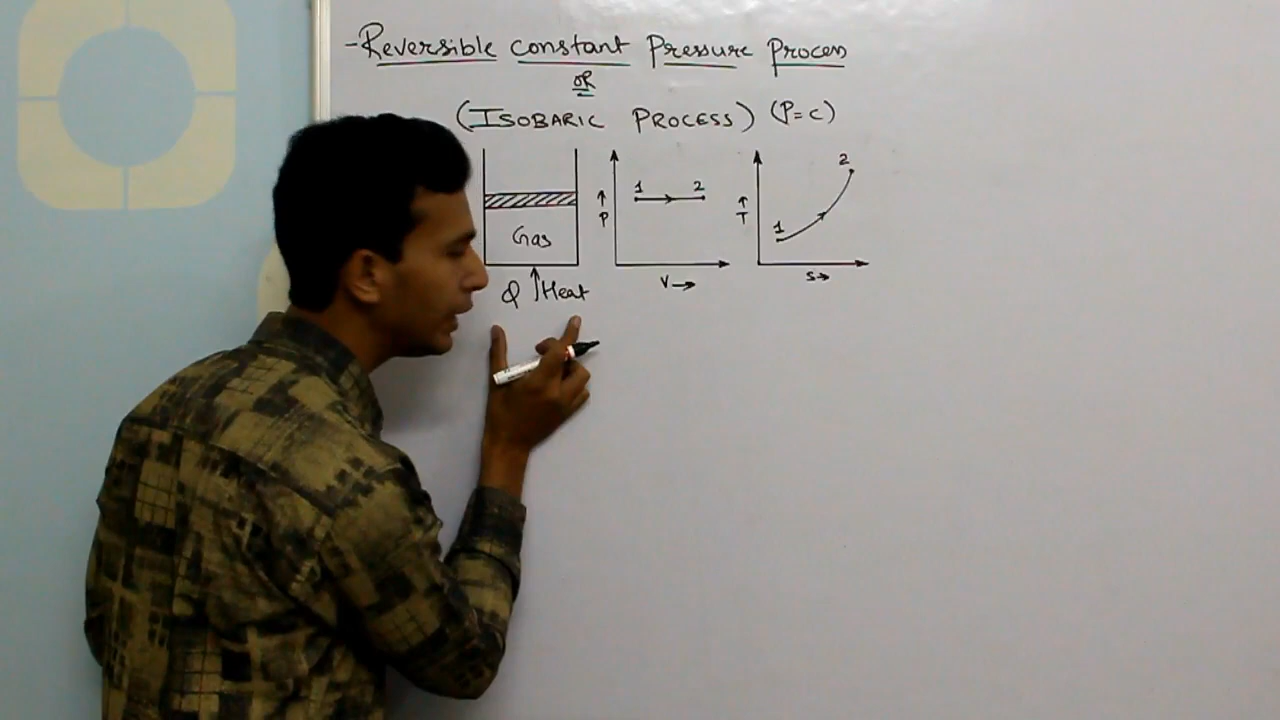 -Reversible constant Pressure Process
OR
(ISOBARIC PROCESS) (P=C)
Gas
Q ↑ Heat
↑
P
1 2
V→
↑
T
1
2
S→